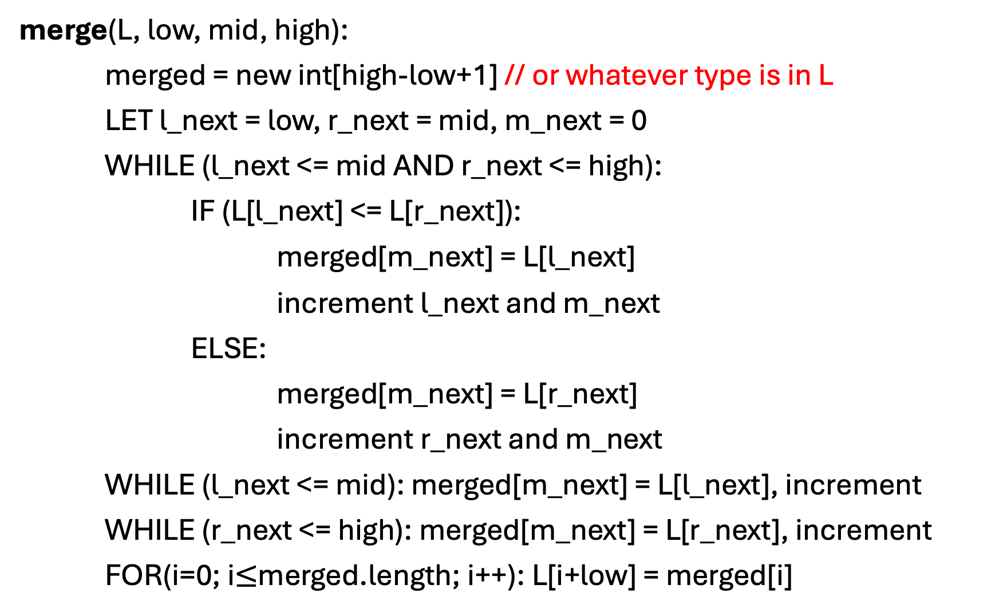 merge(L, low, mid, high):
merged = new int[high-low+1] // or whatever type is in L
LET l_next = low, r_next = mid, m_next = 0
WHILE (l_next <= mid AND r_next <= high):
IF (L[l_next] <= L[r_next]):
merged[m_next] = L[l_next]
increment l_next and m_next
ELSE:
merged[m_next] = L[r_next]
increment r_next and m_next
WHILE (l_next <= mid): merged[m_next] = L[l_next], increment
WHILE (r_next <= high): merged[m_next] = L[r_next], increment
FOR(i=0; i≤merged.length; i++): L[i+low] = merged[i]